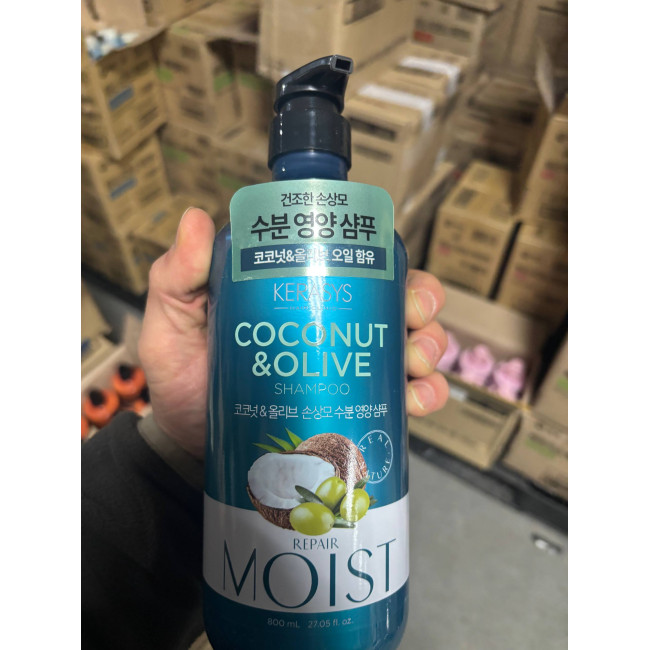 건조한 손상모
수분 영양 샴푸
코코넛&올리브 오일 함유
KERASYS
COCONUT
&OLIVE
SHAMPOO
코코넛 & 올리브 손상모 수분 영양 샴푸
REAL
NATURE
REPAIR
MOIST
800 mL 27.05 fl. oz.